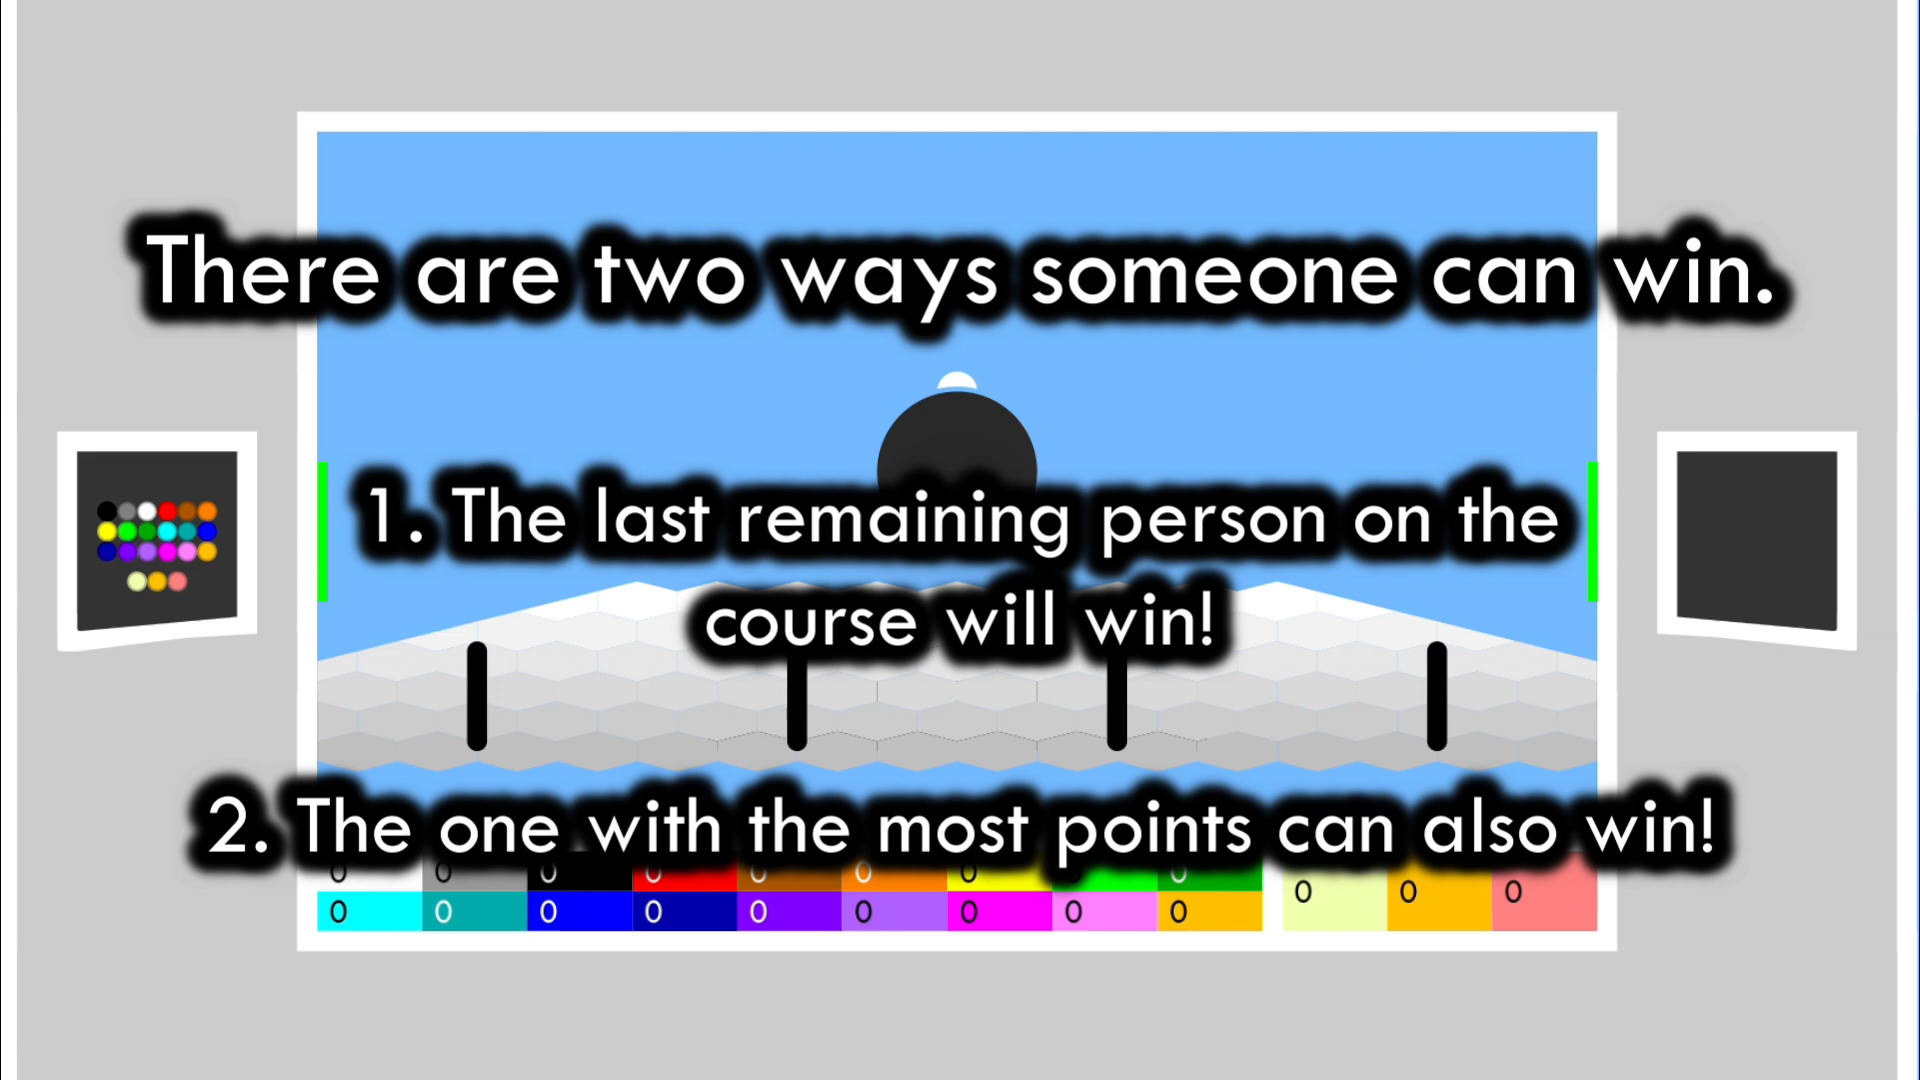 There are two ways someone can win.
1. The last remaining person on the
course will win!
2. The one with the most points can also win!
0 0 0 0 0 0 0 0
0 0 0 0 0 0 0 0 0 0 0 0